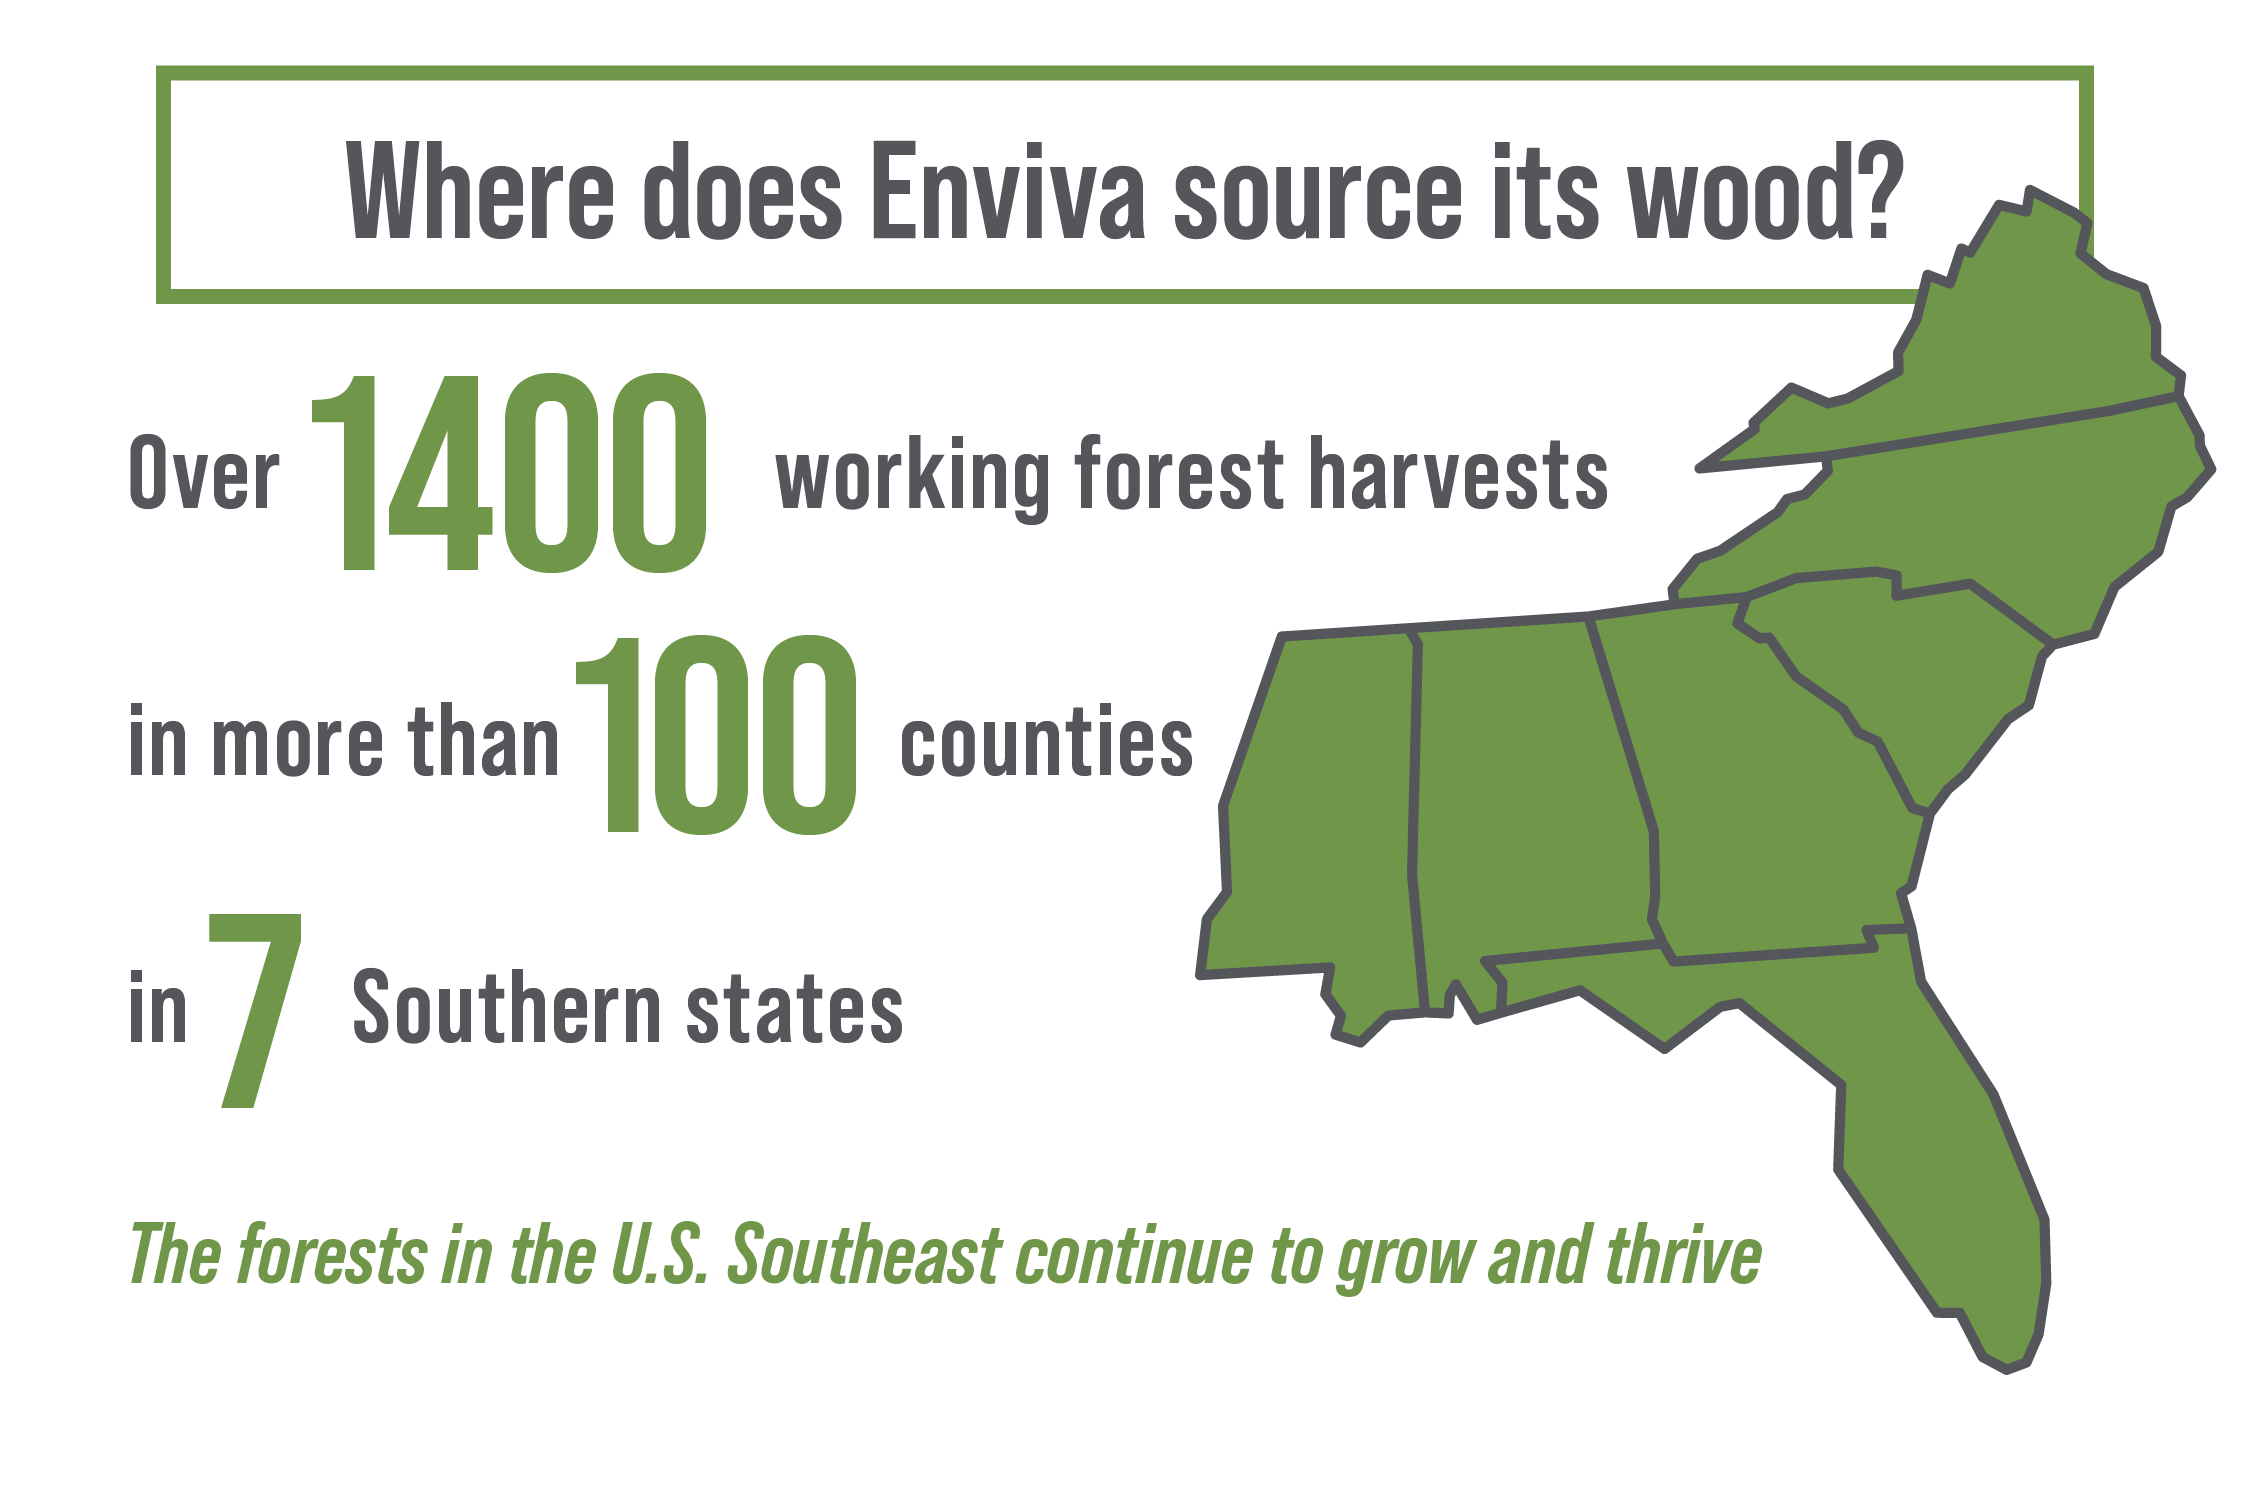 Where does Enviva source its wood?
Over 1400 working forest harvests
in more than 100 counties
in 7 Southern states
The forests in the U.S. Southeast continue to grow and thrive